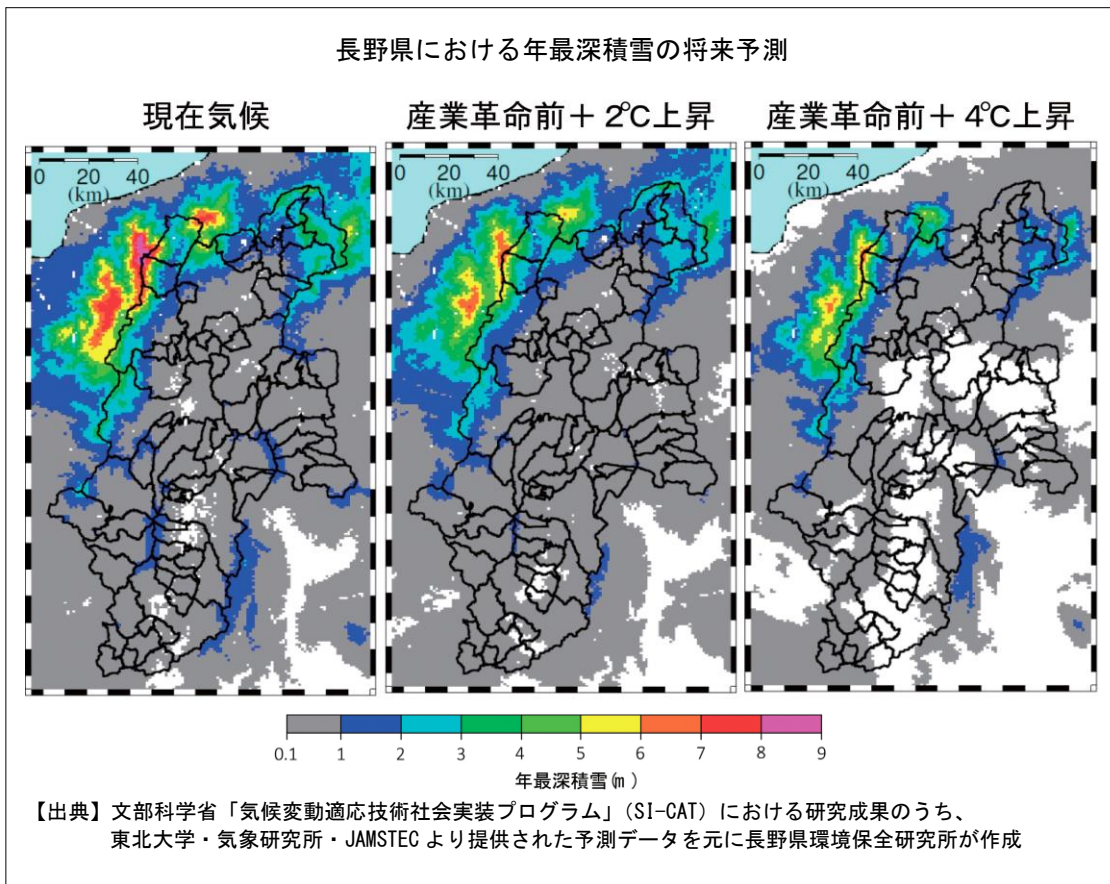 長野県における年最深積雪の将来予測
現在気候
産業革命前+2℃上昇
産業革命前+4℃上昇
0 20 40
(km)
0 20 40
(km)
0 20 40
(km)
0.1 1 2 3 4 5 6 7 8 9
年最深積雪(m)
【出典】文部科学省「気候変動適応技術社会実装プログラム」(SI-CAT)における研究成果のうち、
東北大学・気象研究所・JAMSTECより提供された予測データを元に長野県環境保全研究所が作成